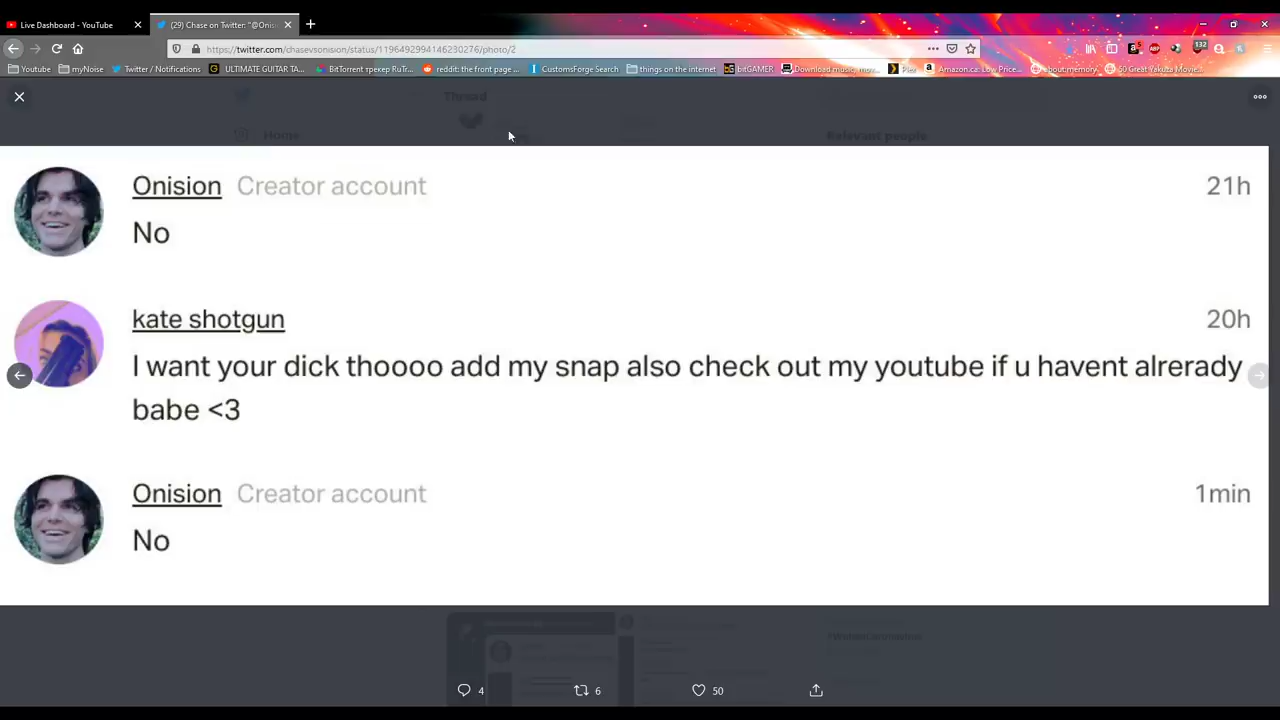 Live Dashboard - YouTube
(29) Chase on Twitter: "@Onisi
https://twitter.com/chasevsonision/status/1196492994146230276/photo/2
132
Youtube
myNoise
Twitter / Notifications
ULTIMATE GUITAR TA...
BitTorrent трекер RuTr...
reddit: the front page ...
CustomsForge Search
things on the internet
bitGAMER
Download music, mov...
Plex
Amazon.ca: Low Price...
about:memory
50 Great Yakuza Movie...
Thread
Home
Relevant people
Onision Creator account 21h
No
kate shotgun 20h
I want your dick thoooo add my snap also check out my youtube if u havent alrerady
babe <3
Onision Creator account 1min
No
4
6
50